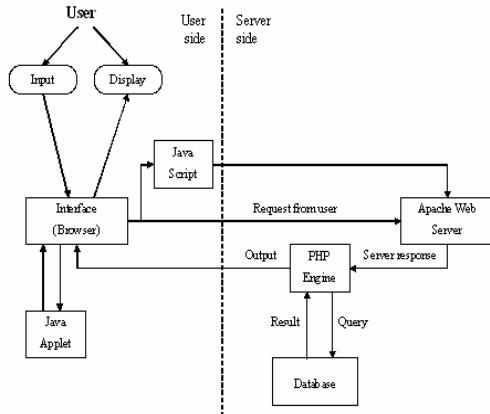 User
User
side
Server
side
Input
Display
Java
Script
Interface
(Browser)
Request from user
Apache Web
Server
Output
PHP
Engine
Server response
Java
Applet
Result
Query
Database